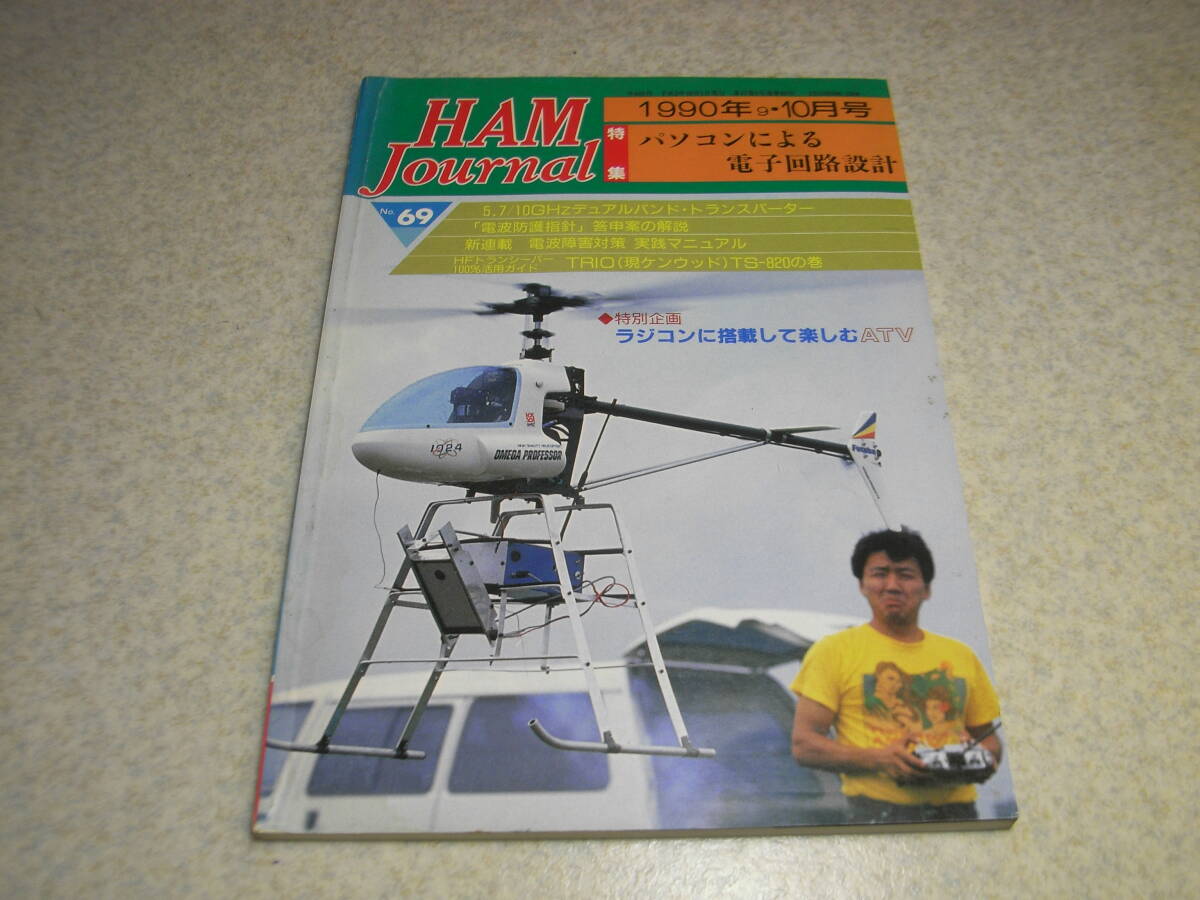 HAM
Journal
1990年9・10月号
特集
パソコンによる
電子回路設計
No. 69
5.7/10GHzデュアルバンド・トランスバーター
「電波防護指針」答申案の解説
新連載 電波障害対策 実践マニュアル
HFトランシーバー
100%活用ガイド
TRIO(現ケンウッド)TS-820の巻
◆特別企画
ラジコンに搭載して楽しむATV
1924
OMEGA PROFESSOR
Futaba